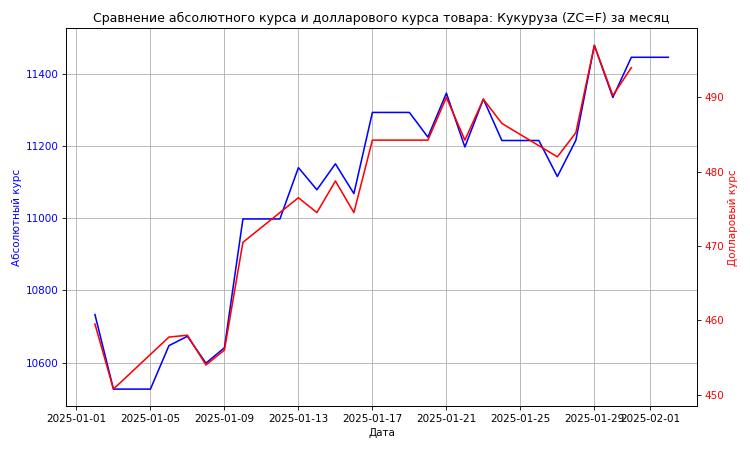 Сравнение абсолютного курса и долларового курса товара: Кукуруза (ZC=F) за месяц
11400
11200
11000
10800
10600
Абсолютный курс
490
480
470
460
450
Долларовый курс
2025-01-01 2025-01-05 2025-01-09 2025-01-13 2025-01-17 2025-01-21 2025-01-25 2025-01-29 2025-02-01
Дата